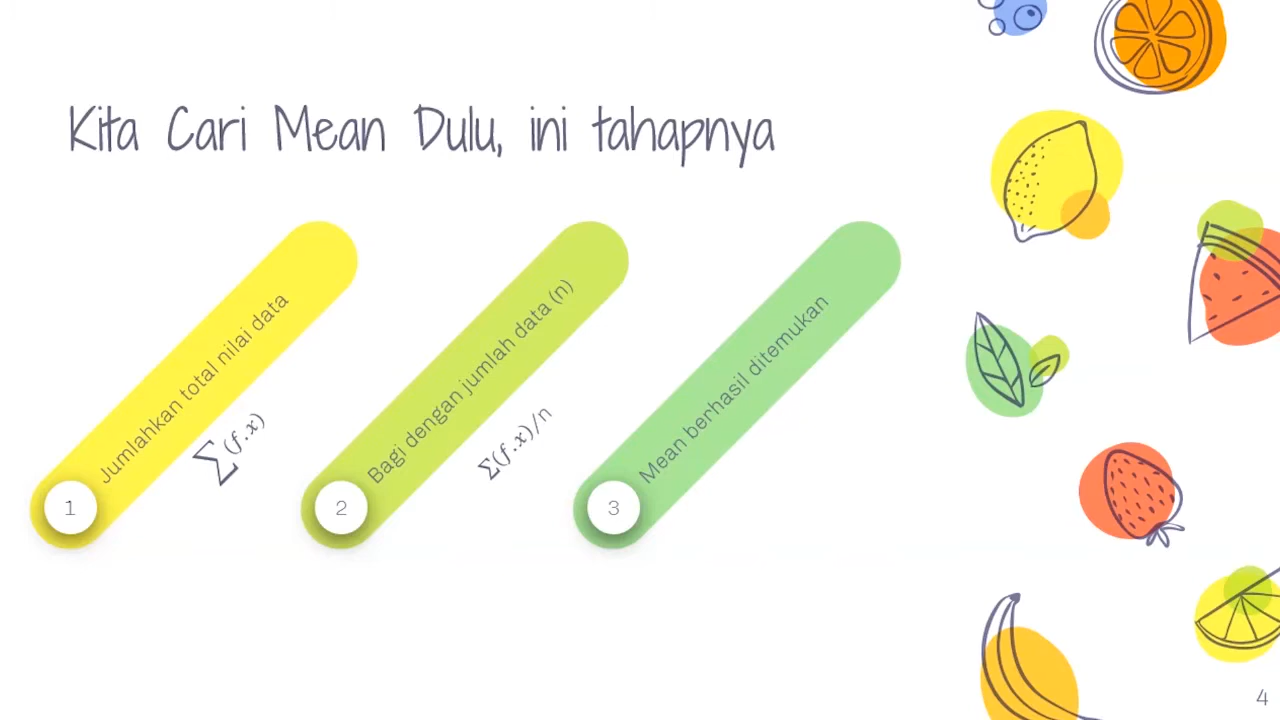 Kita Cari Mean Dulu, ini tahapnya
1
Jumlahkan total nilai data
∑(f.x)
2
Bagi dengan jumlah data (n)
Σ(f.x)/n
3
Mean berhasil ditemukan
4